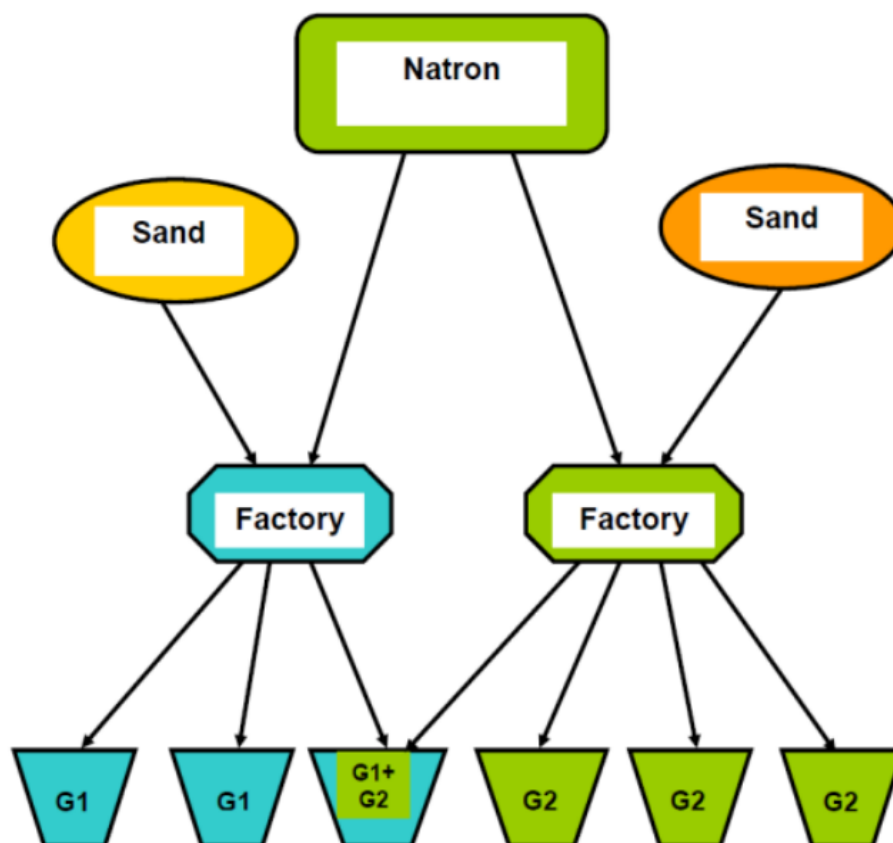 Natron
Sand
Sand
Factory
Factory
G1
G1
G1+
G2
G2
G2
G2